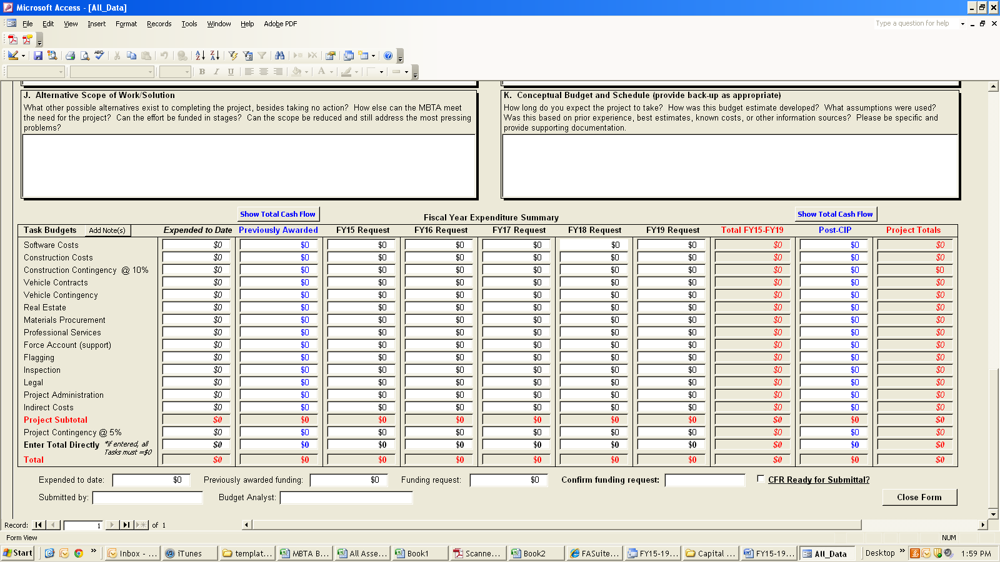 Microsoft Access - [All_Data]
File Edit View Insert Format Records Tools Window Help Adobe PDF
Type a question for help
J. Alternative Scope of Work/Solution
What other possible alternatives exist to completing the project, besides taking no action? How else can the MBTA meet
the need for the project? Can the effort be funded in stages? Can the scope be reduced and still address the most pressing
problems?
K. Conceptual Budget and Schedule (provide back-up as appropriate)
How long do you expect the project to take? How was this budget estimate developed? What assumptions were used?
Was this based on prior experience, best estimates, known costs, or other information sources? Please be specific and
provide supporting documentation.
Show Total Cash Flow Fiscal Year Expenditure Summary Show Total Cash Flow
Task Budgets Add Note(s) Expended to Date Previously Awarded FY15 Request FY16 Request FY17 Request FY18 Request FY19 Request Total FY15-FY19 Post-CIP Project Totals
Software Costs $0 $0 $0 $0 $0 $0 $0 $0 $0 $0
Construction Costs $0 $0 $0 $0 $0 $0 $0 $0 $0 $0
Construction Contingency @ 10% $0 $0 $0 $0 $0 $0 $0 $0 $0 $0
Vehicle Contracts $0 $0 $0 $0 $0 $0 $0 $0 $0 $0
Vehicle Contingency $0 $0 $0 $0 $0 $0 $0 $0 $0 $0
Real Estate $0 $0 $0 $0 $0 $0 $0 $0 $0 $0
Materials Procurement $0 $0 $0 $0 $0 $0 $0 $0 $0 $0
Professional Services $0 $0 $0 $0 $0 $0 $0 $0 $0 $0
Force Account (support) $0 $0 $0 $0 $0 $0 $0 $0 $0 $0
Flagging $0 $0 $0 $0 $0 $0 $0 $0 $0 $0
Inspection $0 $0 $0 $0 $0 $0 $0 $0 $0 $0
Legal $0 $0 $0 $0 $0 $0 $0 $0 $0 $0
Project Administration $0 $0 $0 $0 $0 $0 $0 $0 $0 $0
Indirect Costs $0 $0 $0 $0 $0 $0 $0 $0 $0 $0
Project Subtotal $0 $0 $0 $0 $0 $0 $0 $0 $0 $0
Project Contingency @ 5% $0 $0 $0 $0 $0 $0 $0 $0 $0 $0
Enter Total Directly *if entered, all $0 $0 $0 $0 $0 $0 $0 $0 $0 $0
Tasks must =$0
Total $0 $0 $0 $0 $0 $0 $0 $0 $0 $0
Expended to date: $0 Previously awarded funding: $0 Funding request: $0 Confirm funding request: CFR Ready for Submittal?
Submitted by: Budget Analyst: Close Form
Record: 1 of 1
Form View NUM
Start » Inbox - ... iTunes templat... MBTA B... All Asse... Book1 Scanne... Book2 FASuite... FY15-19... Capital ... FY15-19... All_Data Desktop » 1:59 PM